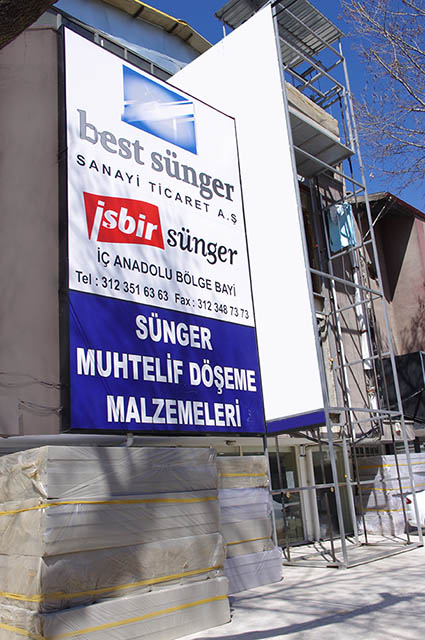 best sünger
SANAYİ TİCARET A.Ş
işbir sünger
İÇ ANADOLU BÖLGE BAYİ
Tel : 312 351 63 63 Fax : 312 348 73 73
SÜNGER
MUHTELİF DÖŞEME
MALZEMELERİ